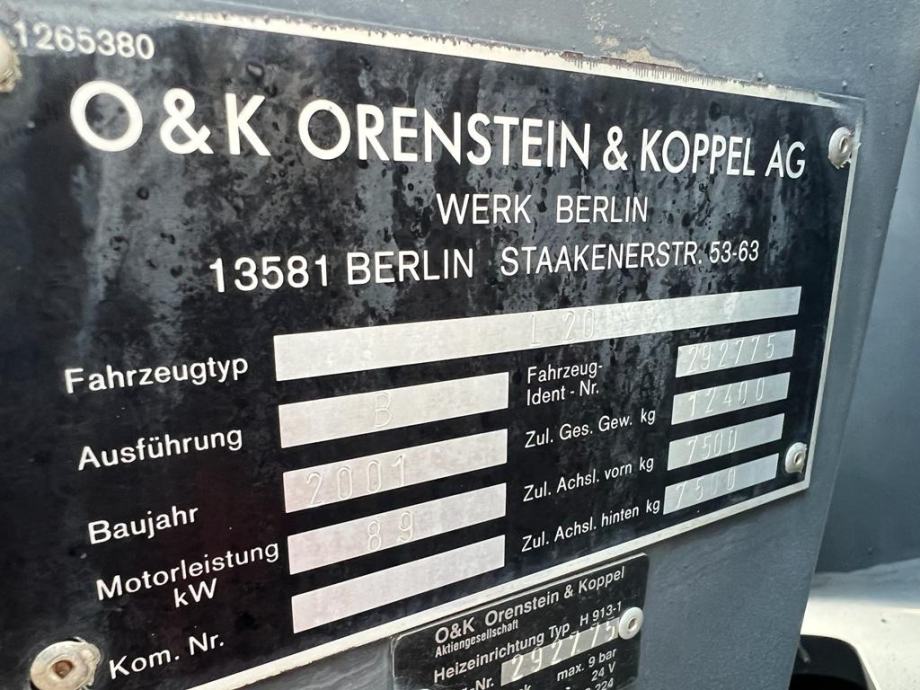 1265380
O&K ORENSTEIN & KOPPEL AG
WERK BERLIN
13581 BERLIN STAAKENERSTR. 53-63
Fahrzeugtyp L 20
Ausführung B
Baujahr 2001
Motorleistung kW 89
Kom. Nr.
Fahrzeug-
Ident-Nr. 292775
Zul. Ges. Gew. kg 12400
Zul. Achsl. vorn kg 7500
Zul. Achsl. hinten kg 7500
O&K Orenstein & Koppel
Aktiengesellschaft
Heizeinrichtung Typ H 913-1
292775
max. 9 bar
24 V